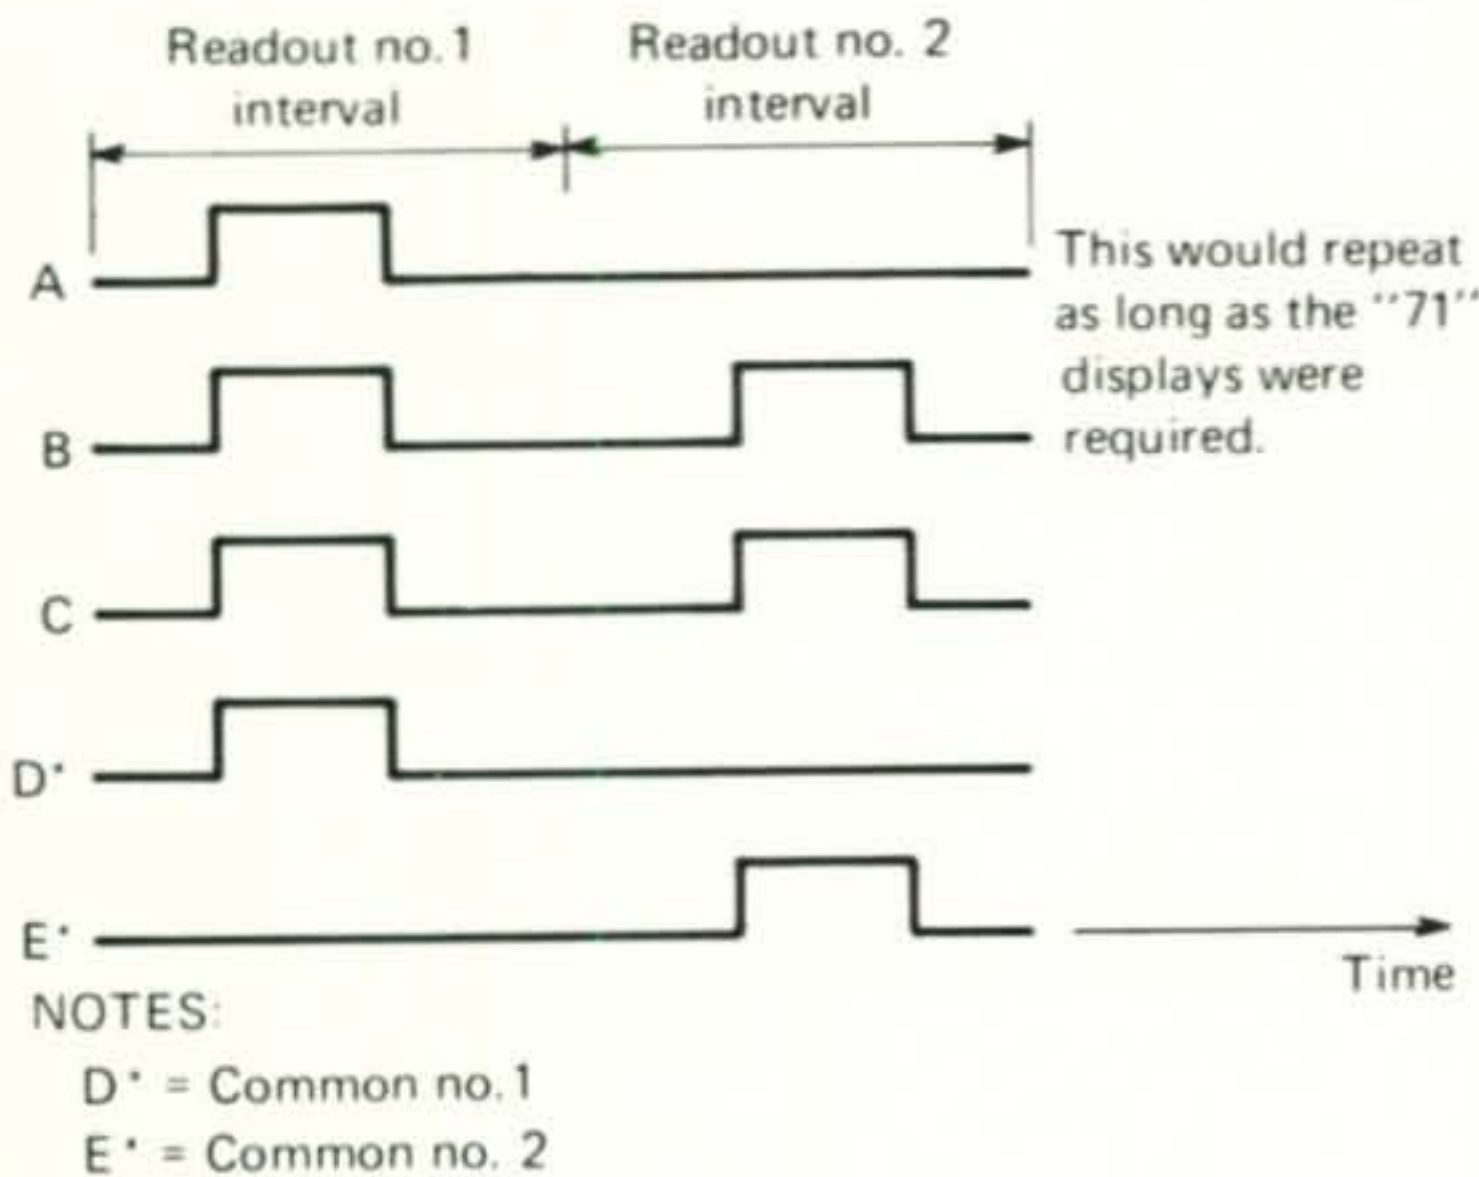 Readout no. 1
interval
Readout no. 2
interval
A
This would repeat
as long as the "71"
displays were
required.
B
C
D*
E*
Time
NOTES:
D* = Common no. 1
E* = Common no. 2